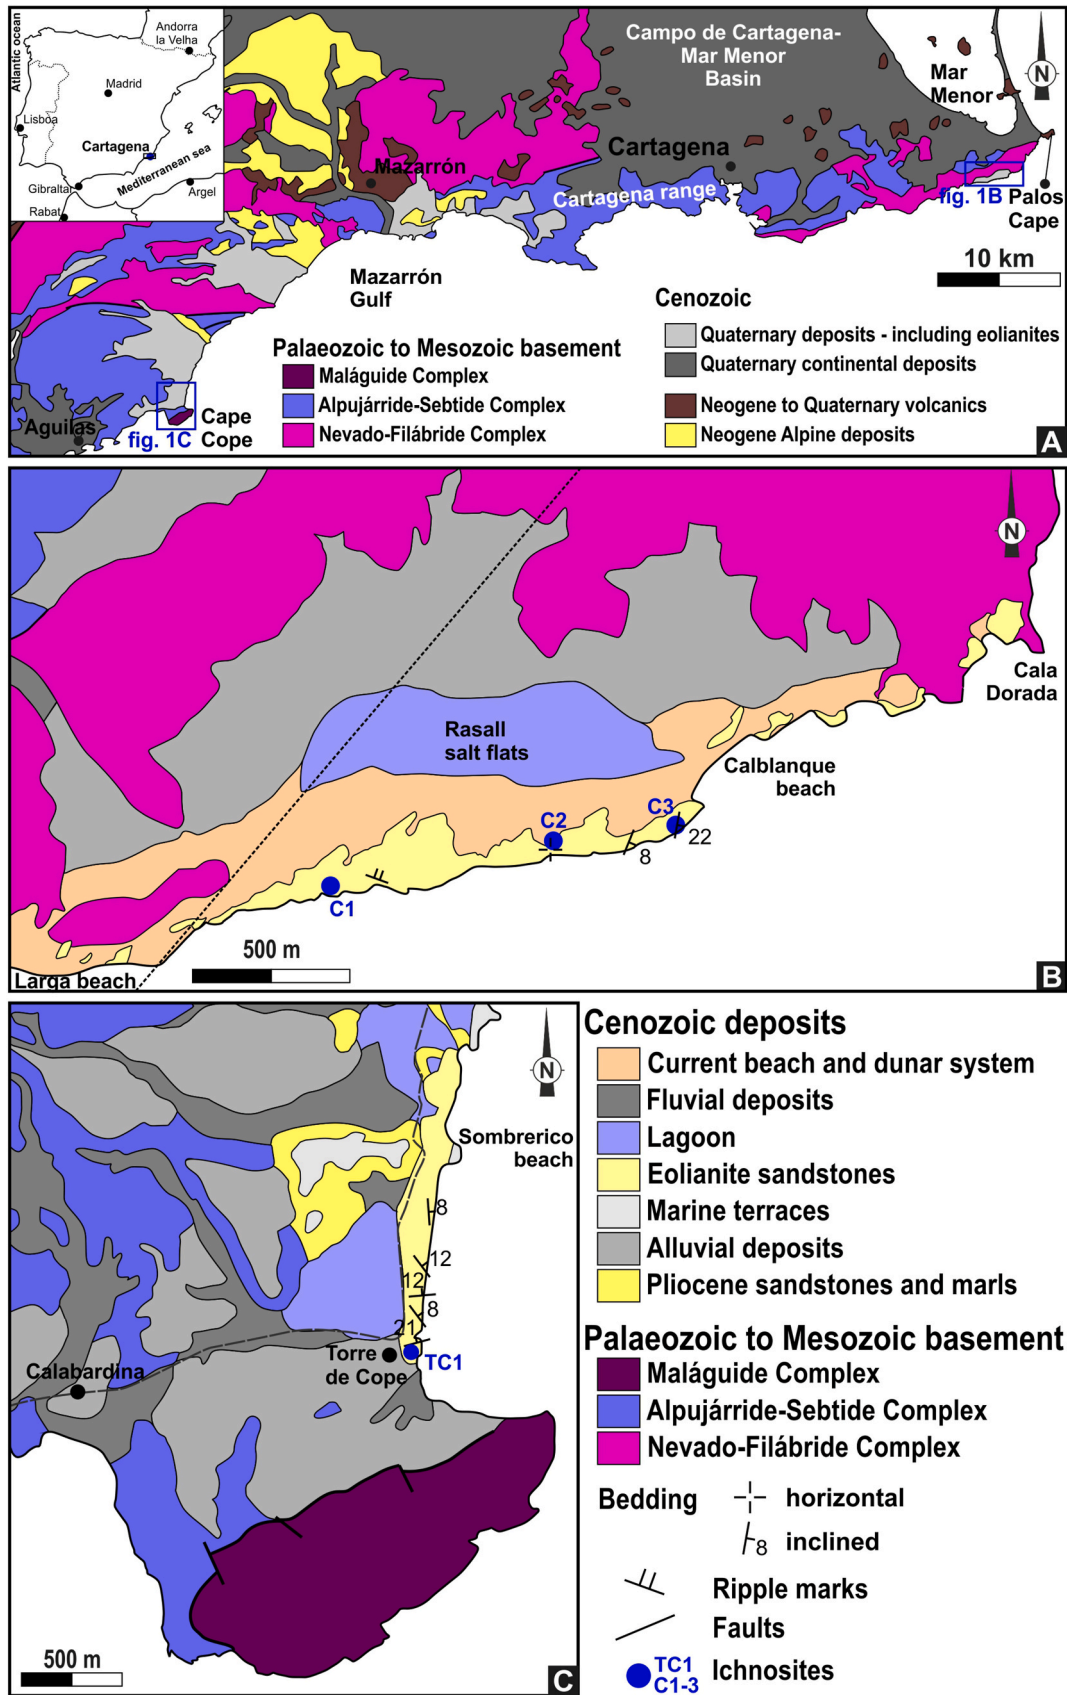 Atlantic ocean
Andorra
la Velha
Madrid
Lisboa
Cartagena
Mediterranean sea
Gibraltar
Argel
Rabat
Campo de Cartagena-
Mar Menor
Basin
Mar
Menor
N
Mazarrón
Cartagena
Cartagena range
fig. 1B
Palos
Cape
10 km
Mazarrón
Gulf
Cenozoic
Quaternary deposits - including eolianites
Quaternary continental deposits
Neogene to Quaternary volcanics
Neogene Alpine deposits
Palaeozoic to Mesozoic basement
Maláguide Complex
Alpujárride-Sebtide Complex
Nevado-Filábride Complex
Aguilas
fig. 1C
Cape
Cope
A
N
Cala
Dorada
Rasall
salt flats
Calblanque
beach
C3
C2
22
8
C1
500 m
Larga beach
B
N
Sombrerico
beach
8
12
12
8
21
Torre
de Cope
TC1
Calabardina
500 m
C
Cenozoic deposits
Current beach and dunar system
Fluvial deposits
Lagoon
Eolianite sandstones
Marine terraces
Alluvial deposits
Pliocene sandstones and marls
Palaeozoic to Mesozoic basement
Maláguide Complex
Alpujárride-Sebtide Complex
Nevado-Filábride Complex
Bedding
horizontal
8
inclined
Ripple marks
Faults
TC1
C1-3
Ichnosites